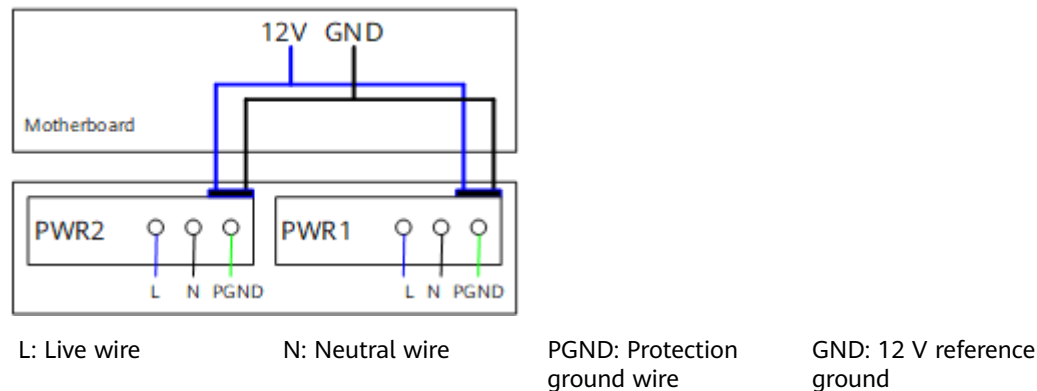 12V GND
Motherboard
PWR2
PWR1
L N PGND
L N PGND
L: Live wire
N: Neutral wire
PGND: Protection
ground wire
GND: 12 V reference
ground